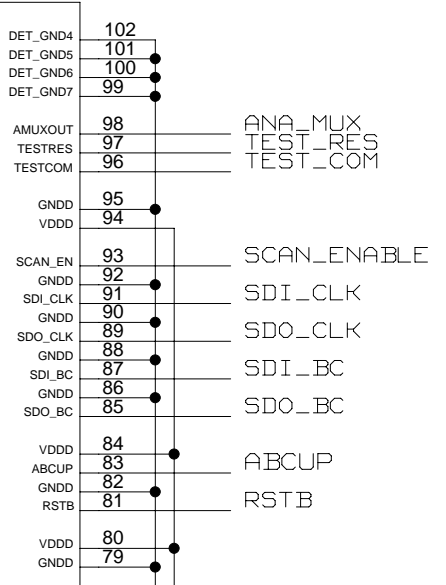 DET_GND4 102
DET_GND5 101
DET_GND6 100
DET_GND7 99
AMUXOUT 98 ANA_MUX
TESTRES 97 TEST_RES
TESTCOM 96 TEST_COM
GNDD 95
VDDD 94
SCAN_EN 93 SCAN_ENABLE
GNDD 92
SDI_CLK 91 SDI_CLK
GNDD 90
SDO_CLK 89 SDO_CLK
GNDD 88
SDI_BC 87 SDI_BC
GNDD 86
SDO_BC 85 SDO_BC
VDDD 84
ABCUP 83 ABCUP
GNDD 82
RSTB 81 RSTB
VDDD 80
GNDD 79